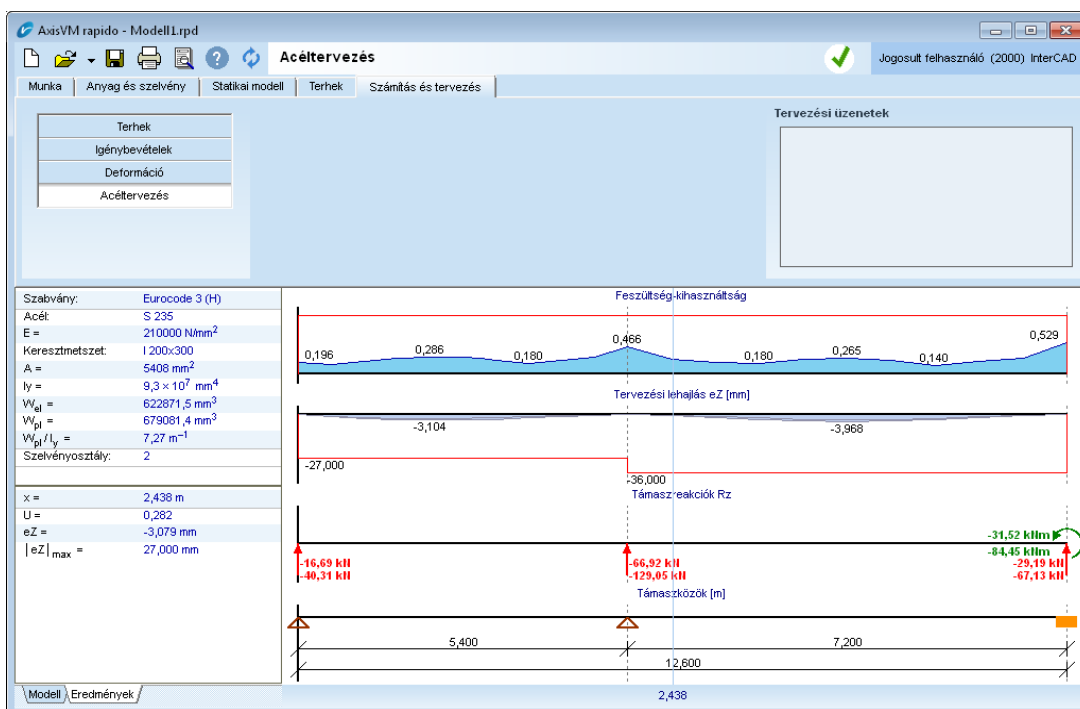 AxisVM rapido - Modell1.rpd
Acéltervezés
Jogosult felhasználó (2000) InterCAD
Munka
Anyag és szelvény
Statikai modell
Terhek
Számítás és tervezés
Terhek
Igénybevételek
Deformáció
Acéltervezés
Tervezési üzenetek
Szabvány: Eurocode 3 (H)
Acél: S 235
E = 210000 N/mm²
Keresztmetszet: I 200x300
A = 5408 mm²
Iy = 9,3 × 10⁷ mm⁴
W_el = 622871,5 mm³
W_pl = 679081,4 mm³
W_pl / I_y = 7,27 m⁻¹
Szelvényosztály: 2
x = 2,438 m
U = 0,282
eZ = -3,079 mm
|eZ|_max = 27,000 mm
Modell
Eredmények
Feszültség-kihasználtság
0,196
0,286
0,180
0,466
0,180
0,265
0,140
0,529
Tervezési lehajlás eZ [mm]
-3,104
-3,968
-27,000
-36,000
Támaszreakciók Rz
-31,52 kNm
-84,45 kNm
-16,69 kN
-40,31 kN
-66,92 kN
-129,05 kN
-29,19 kN
-67,13 kN
Támaszközök [m]
5,400
7,200
12,600
2,438